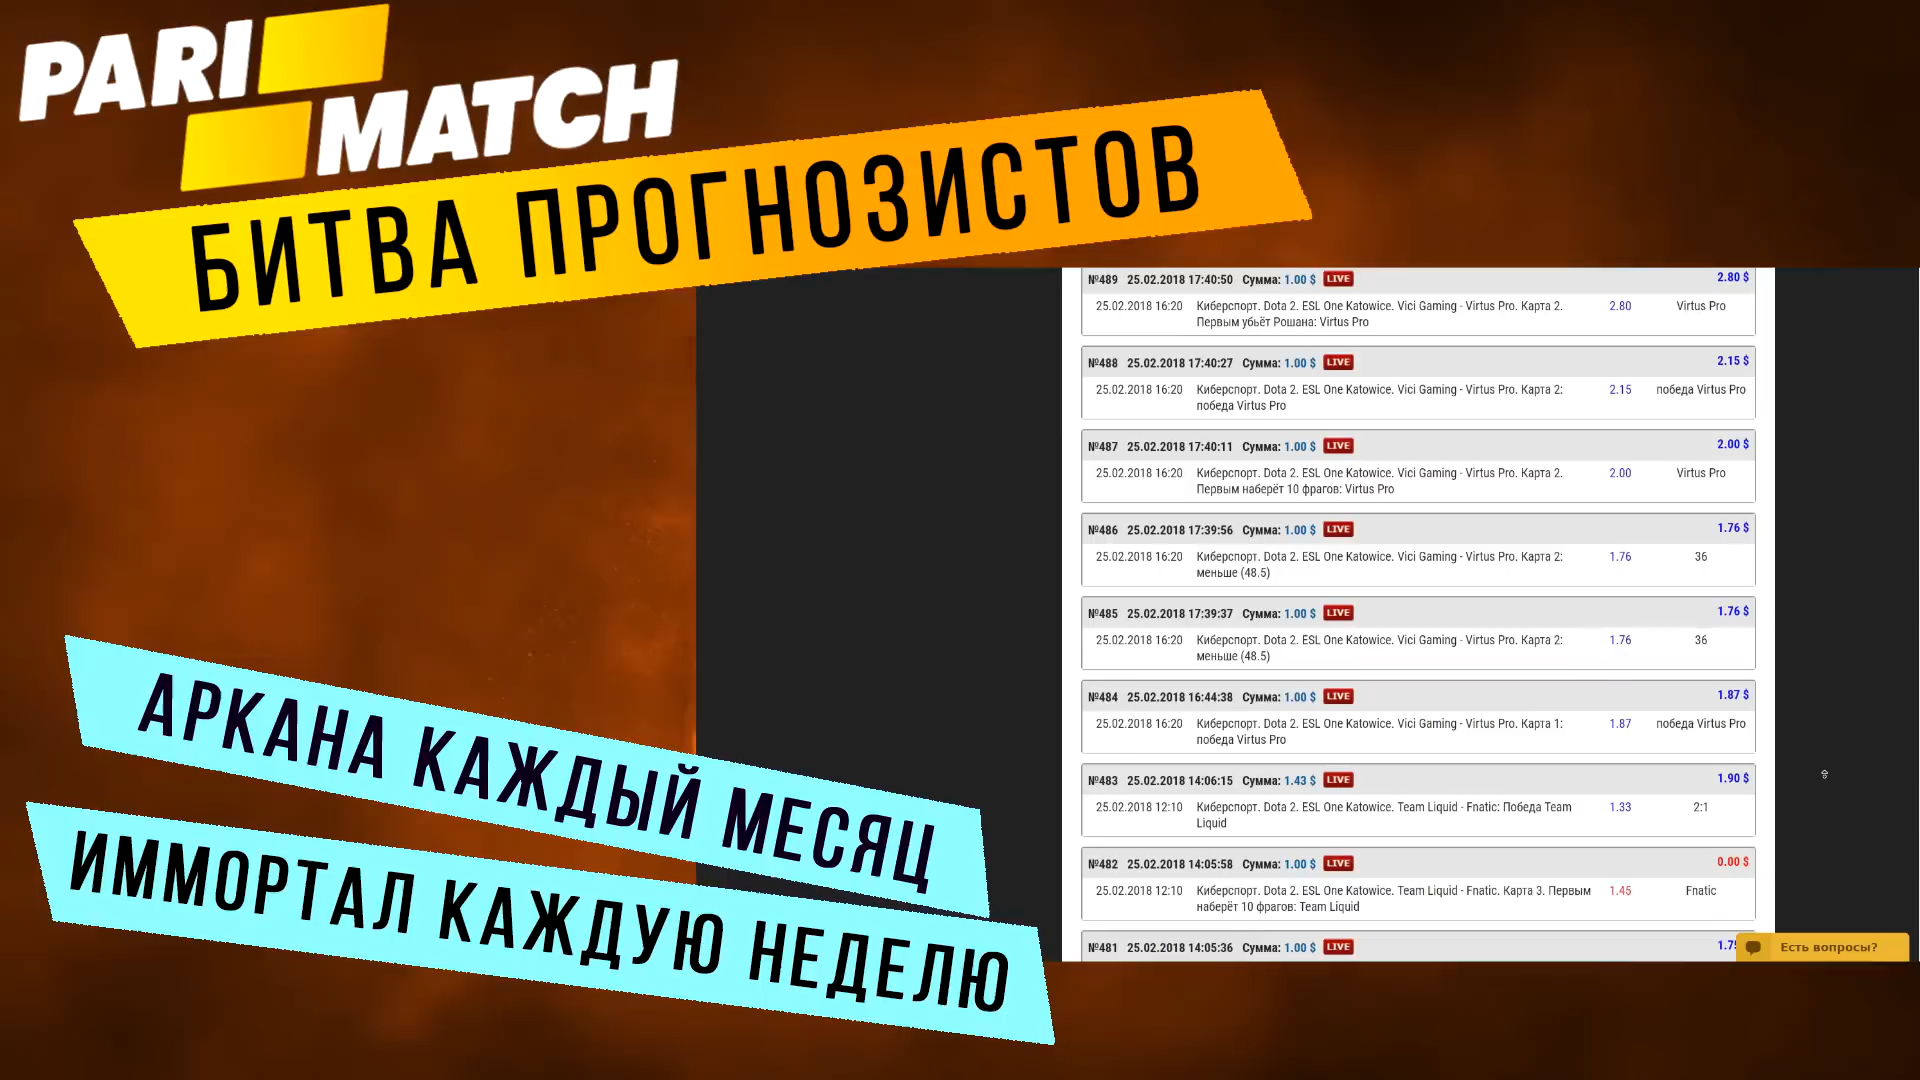 PARI
MATCH
БИТВА ПРОГНОЗИСТОВ
№489 25.02.2018 17:40:50 Сумма: 1.00 $ LIVE 2.80 $
25.02.2018 16:20 Киберспорт. Dota 2. ESL One Katowice. Vici Gaming - Virtus Pro. Карта 2. 2.80 Virtus Pro
Первым убьёт Рошана: Virtus Pro
№488 25.02.2018 17:40:27 Сумма: 1.00 $ LIVE 2.15 $
25.02.2018 16:20 Киберспорт. Dota 2. ESL One Katowice. Vici Gaming - Virtus Pro. Карта 2: 2.15 победа Virtus Pro
победа Virtus Pro
№487 25.02.2018 17:40:11 Сумма: 1.00 $ LIVE 2.00 $
25.02.2018 16:20 Киберспорт. Dota 2. ESL One Katowice. Vici Gaming - Virtus Pro. Карта 2. 2.00 Virtus Pro
Первым наберёт 10 фрагов: Virtus Pro
№486 25.02.2018 17:39:56 Сумма: 1.00 $ LIVE 1.76 $
25.02.2018 16:20 Киберспорт. Dota 2. ESL One Katowice. Vici Gaming - Virtus Pro. Карта 2: 1.76 36
меньше (48.5)
№485 25.02.2018 17:39:37 Сумма: 1.00 $ LIVE 1.76 $
25.02.2018 16:20 Киберспорт. Dota 2. ESL One Katowice. Vici Gaming - Virtus Pro. Карта 2: 1.76 36
меньше (48.5)
№484 25.02.2018 16:44:38 Сумма: 1.00 $ LIVE 1.87 $
25.02.2018 16:20 Киберспорт. Dota 2. ESL One Katowice. Vici Gaming - Virtus Pro. Карта 1: 1.87 победа Virtus Pro
победа Virtus Pro
№483 25.02.2018 14:06:15 Сумма: 1.43 $ LIVE 1.90 $
25.02.2018 12:10 Киберспорт. Dota 2. ESL One Katowice. Team Liquid - Fnatic: Победа Team 1.33 2:1
Liquid
№482 25.02.2018 14:05:58 Сумма: 1.00 $ LIVE 0.00 $
25.02.2018 12:10 Киберспорт. Dota 2. ESL One Katowice. Team Liquid - Fnatic. Карта 3. Первым 1.45 Fnatic
наберёт 10 фрагов: Team Liquid
№481 25.02.2018 14:05:36 Сумма: 1.00 $ LIVE
Есть вопросы?
АРКАНА КАЖДЫЙ МЕСЯЦ
ИММОРТАЛ КАЖДУЮ НЕДЕЛЮ